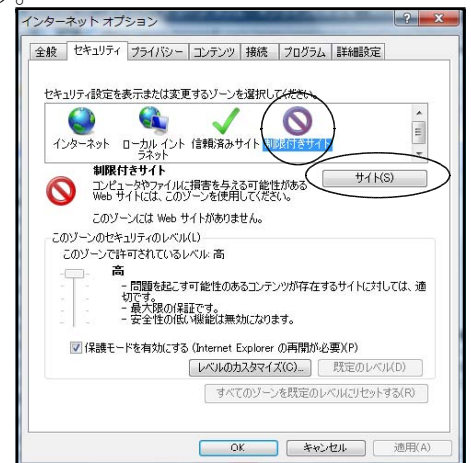 。
インターネット オプション
全般 セキュリティ プライバシー コンテンツ 接続 プログラム 詳細設定
セキュリティ設定を表示または変更するゾーンを選択してください。
インターネット ローカル イント 信頼済みサイト 制限付きサイト
ラネット
制限付きサイト
サイト(S)
コンピュータやファイルに損害を与える可能性がある
Web サイトには、このゾーンを使用してください。
このゾーンには Web サイトがありません。
このゾーンのセキュリティのレベル(L)
このゾーンで許可されているレベル: 高
高
- 問題を起こす可能性のあるコンテンツが存在するサイトに対しては、適
切です。
- 最大限の保証です。
- 安全性の低い機能は無効になります。
保護モードを有効にする (Internet Explorer の再開が必要)(P)
レベルのカスタマイズ(C)... 既定のレベル(D)
すべてのゾーンを既定のレベルにリセットする(R)
OK キャンセル 適用(A)